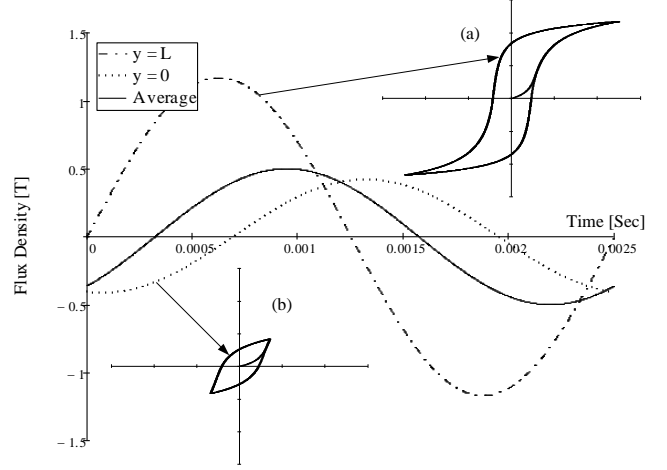 1.5
y = L
y = 0
Average
(a)
1
0.5
Flux Density [T]
Time [Sec]
0
0.0005
0.001
0.0015
0.002
0.0025
− 0.5
(b)
− 1
− 1.5